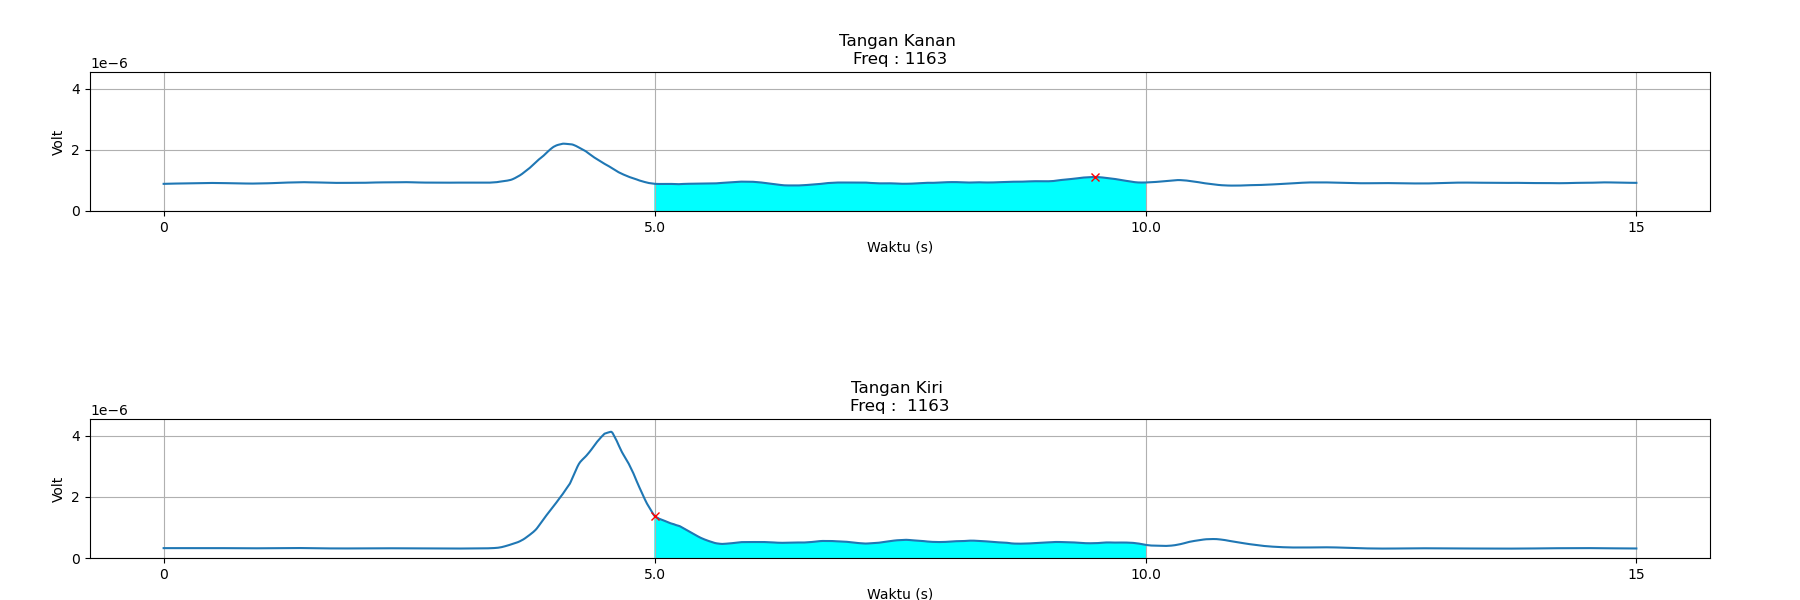 Tangan Kanan
Freq : 1163
1e−6
4
2
0
Volt
0 5.0 10.0 15
Waktu (s)
Tangan Kiri
Freq :  1163
1e−6
4
2
0
Volt
0 5.0 10.0 15
Waktu (s)